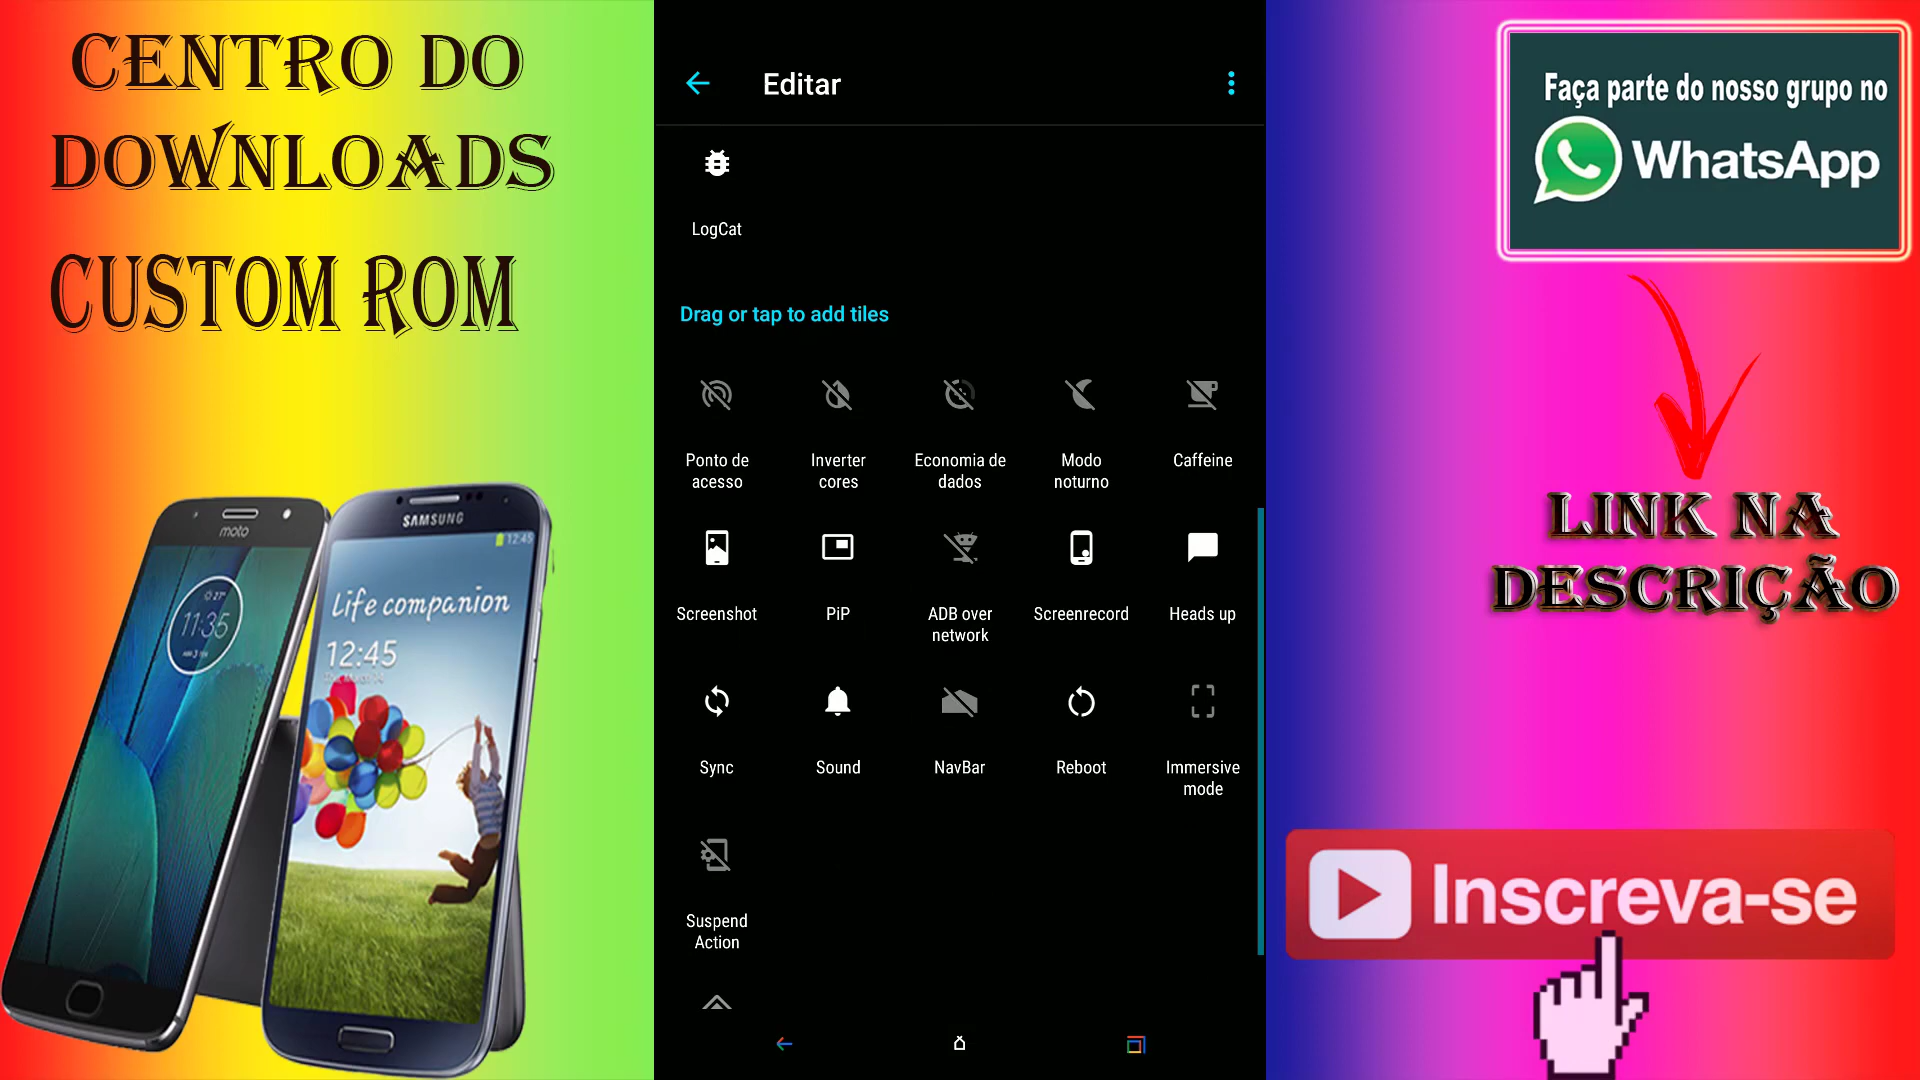 CENTRO DO
DOWNLOADS
CUSTOM ROM
moto
27°
11:35
SAMSUNG
12:45
Life companion
12:45
Editar
LogCat
Drag or tap to add tiles
Ponto de
acesso
Inverter
cores
Economia de
dados
Modo
noturno
Caffeine
Screenshot
PiP
ADB over
network
Screenrecord
Heads up
Sync
Sound
NavBar
Reboot
Immersive
mode
Suspend
Action
Faça parte do nosso grupo no
WhatsApp
LINK NA
DESCRIÇÃO
Inscreva-se